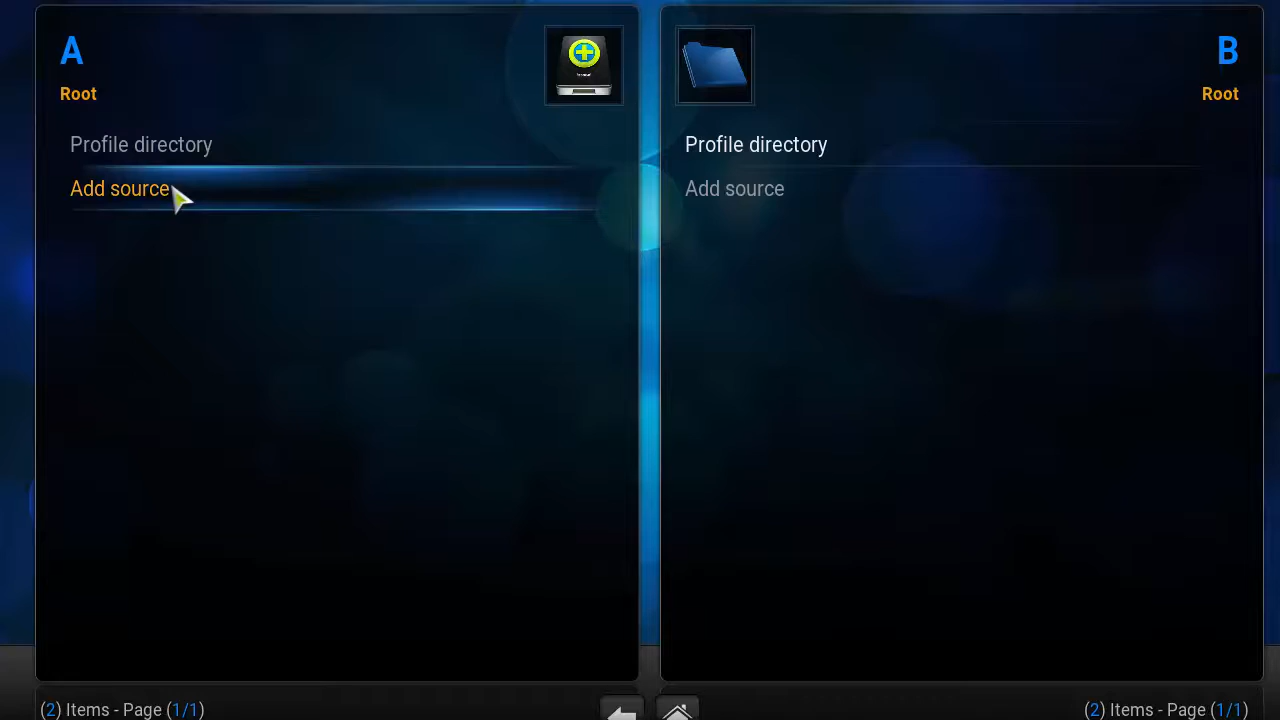 A
Root
Profile directory
Add source
(2) Items - Page (1/1)
B
Root
Profile directory
Add source
(2) Items - Page (1/1)